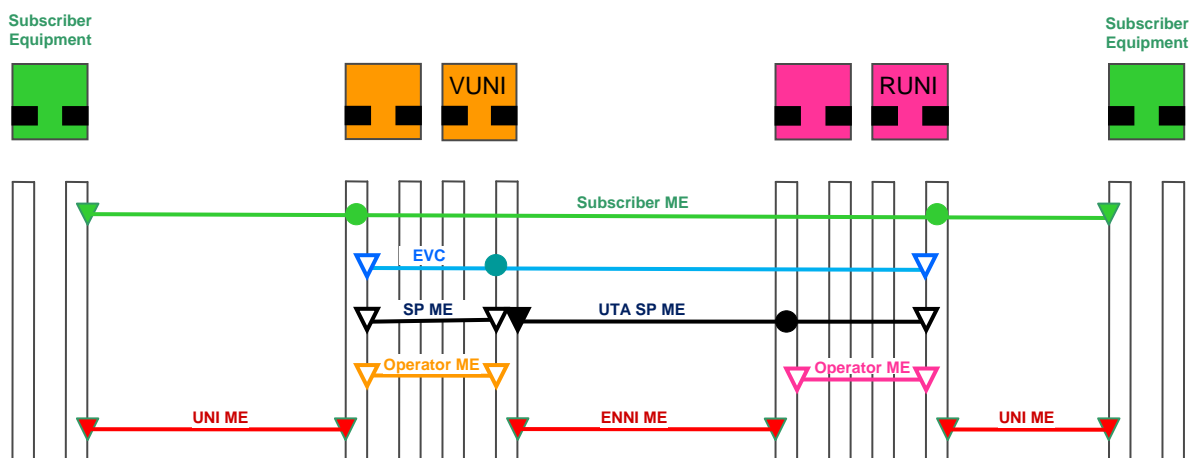 Subscriber
Equipment
Subscriber
Equipment
VUNI
RUNI
Subscriber ME
EVC
SP ME
UTA SP ME
Operator ME
Operator ME
UNI ME
ENNI ME
UNI ME